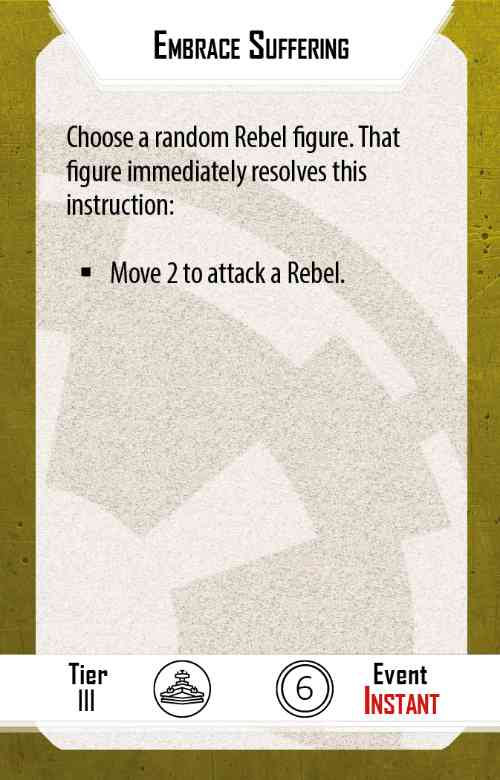 Embrace Suffering
Choose a random Rebel figure. That
figure immediately resolves this
instruction:
▪ Move 2 to attack a Rebel.
Tier
III
6
Event
Instant